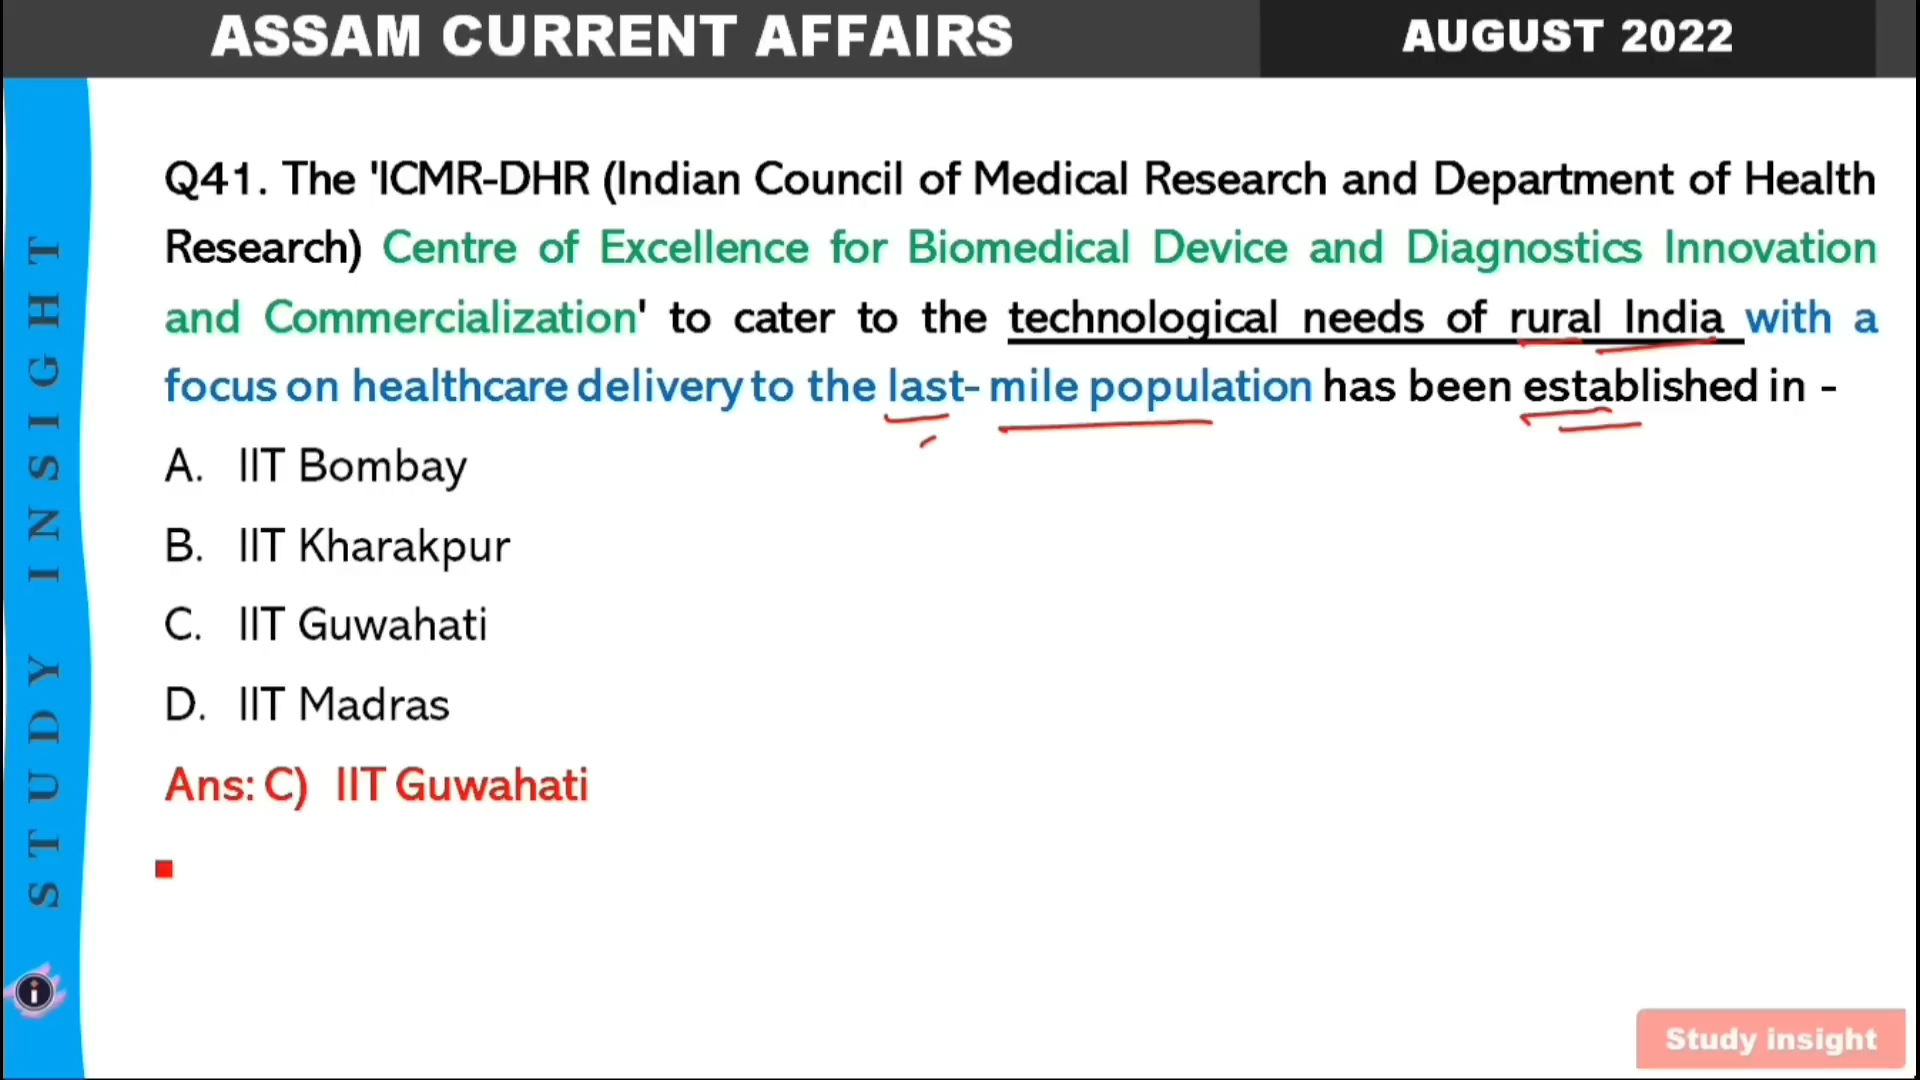 ASSAM CURRENT AFFAIRS
AUGUST 2022
STUDY INSIGHT
Q41. The 'ICMR-DHR (Indian Council of Medical Research and Department of Health
Research) Centre of Excellence for Biomedical Device and Diagnostics Innovation
and Commercialization' to cater to the technological needs of rural India with a
focus on healthcare delivery to the last- mile population has been established in -
A. IIT Bombay
B. IIT Kharakpur
C. IIT Guwahati
D. IIT Madras
Ans: C) IIT Guwahati
i
Study insight